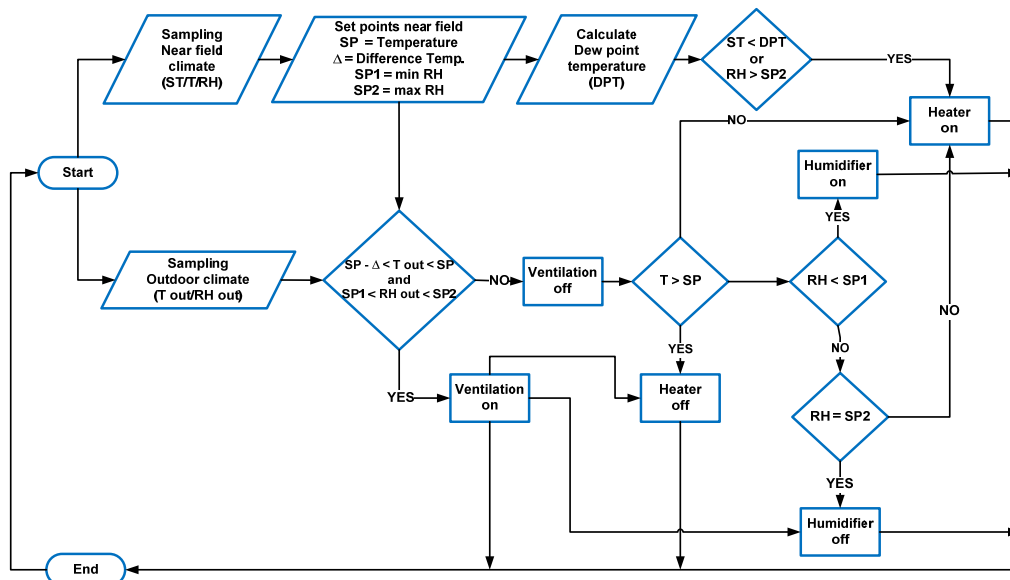 Sampling
Near field
climate
(ST/T/RH)
Set points near field
SP = Temperature
Δ = Difference Temp.
SP1 = min RH
SP2 = max RH
Calculate
Dew point
temperature
(DPT)
ST < DPT
or
RH > SP2
YES
Heater
on
NO
Start
Humidifier
on
YES
Sampling
Outdoor climate
(T out/RH out)
SP - Δ < T out < SP
and
SP1 < RH out < SP2
NO
Ventilation
off
T > SP
RH < SP1
NO
YES
NO
YES
Ventilation
on
Heater
off
RH = SP2
YES
Humidifier
off
End